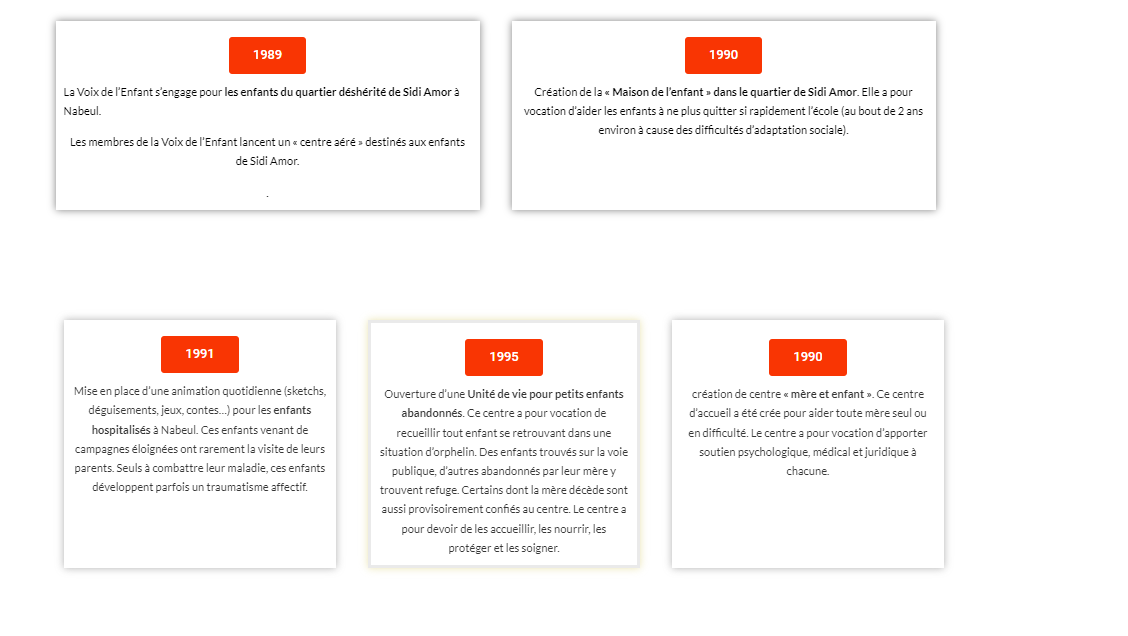 1989
La Voix de l'Enfant s'engage pour les enfants du quartier déshérité de Sidi Amor à
Nabeul.
Les membres de la Voix de l'Enfant lancent un « centre aéré » destinés aux enfants
de Sidi Amor.
.
1990
Création de la « Maison de l'enfant » dans le quartier de Sidi Amor. Elle a pour
vocation d'aider les enfants à ne plus quitter si rapidement l'école (au bout de 2 ans
environ à cause des difficultés d'adaptation sociale).
1991
Mise en place d'une animation quotidienne (sketchs,
déguisements, jeux, contes…) pour les enfants
hospitalisés à Nabeul. Ces enfants venant de
campagnes éloignées ont rarement la visite de leurs
parents. Seuls à combattre leur maladie, ces enfants
développent parfois un traumatisme affectif.
1995
Ouverture d'une Unité de vie pour petits enfants
abandonnés. Ce centre a pour vocation de
recueillir tout enfant se retrouvant dans une
situation d'orphelin. Des enfants trouvés sur la voie
publique, d'autres abandonnés par leur mère y
trouvent refuge. Certains dont la mère décède sont
aussi provisoirement confiés au centre. Le centre a
pour devoir de les accueillir, les nourrir, les
protéger et les soigner.
1990
création de centre « mère et enfant ». Ce centre
d'accueil a été crée pour aider toute mère seul ou
en difficulté. Le centre a pour vocation d'apporter
soutien psychologique, médical et juridique à
chacune.